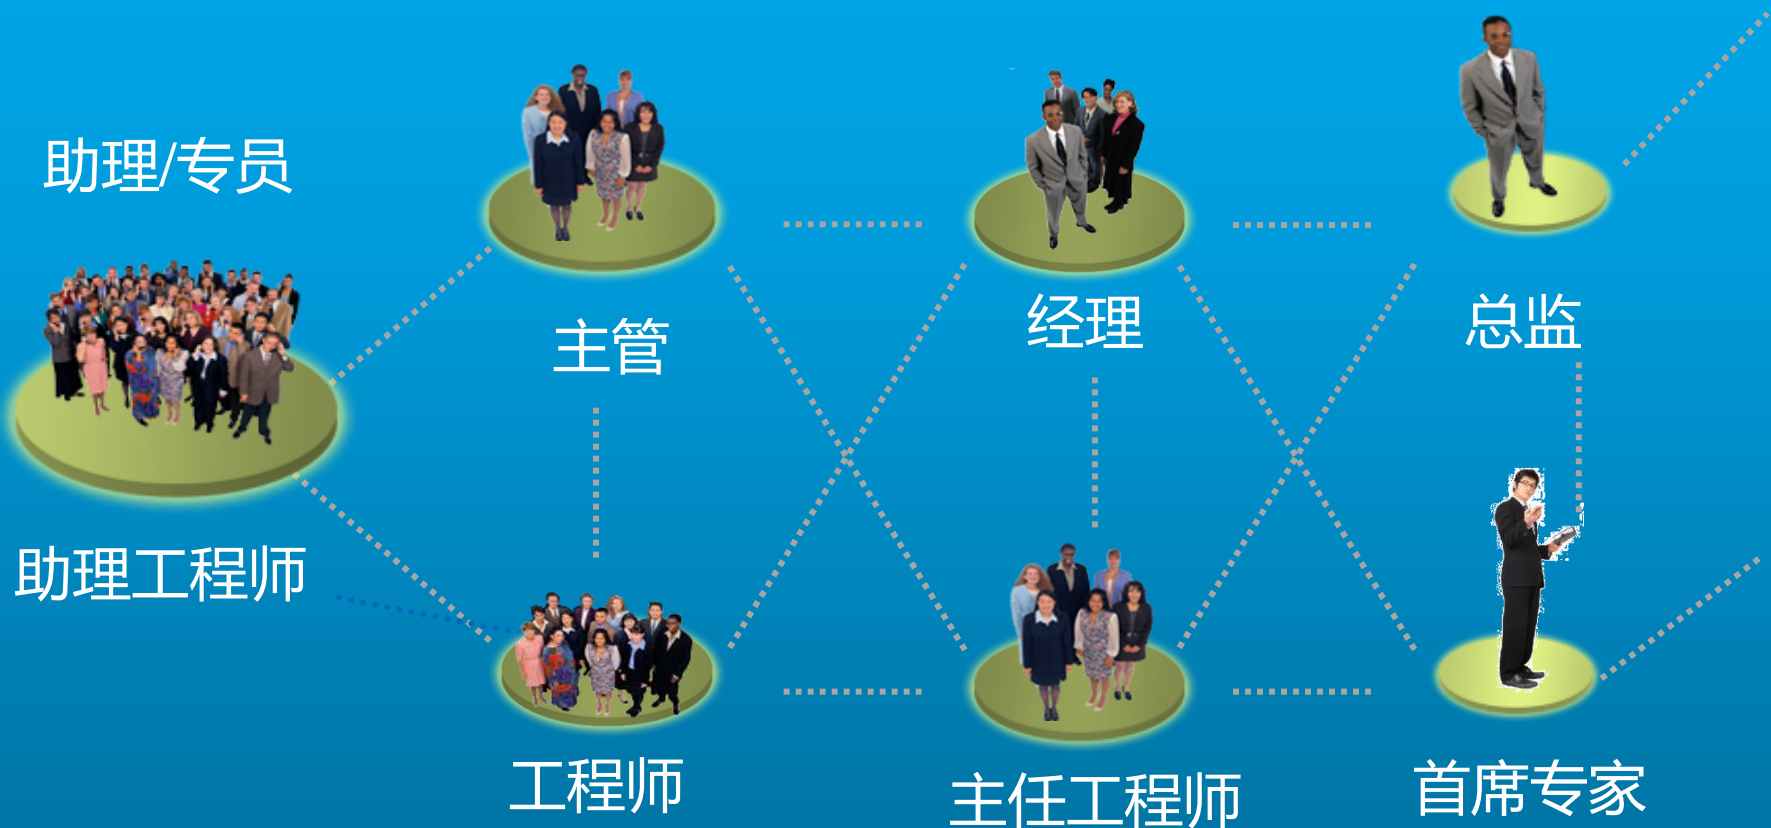 助理/专员
主管
经理
总监
助理工程师
工程师
主任工程师
首席专家